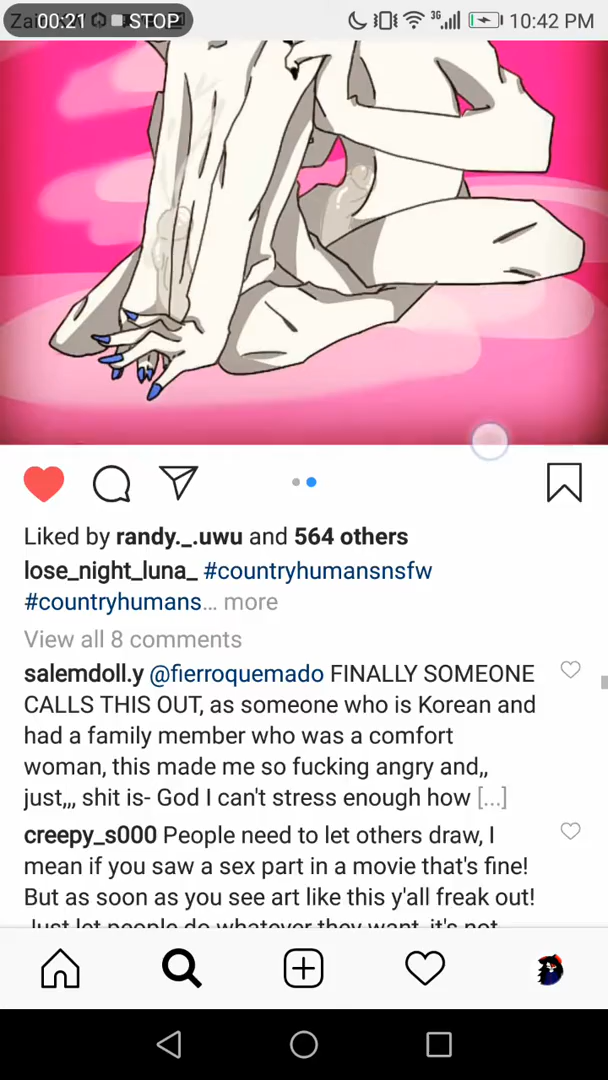 00:21 STOP 3G 10:42 PM
Liked by randy._.uwu and 564 others
lose_night_luna_ #countryhumansnsfw
#countryhumans... more
View all 8 comments
salemdoll.y @fierroquemado FINALLY SOMEONE
CALLS THIS OUT, as someone who is Korean and
had a family member who was a comfort
woman, this made me so fucking angry and,,
just,,, shit is- God I can't stress enough how [...]
creepy_s000 People need to let others draw, I
mean if you saw a sex part in a movie that's fine!
But as soon as you see art like this y'all freak out!
Just let people do whatever they want, it's not